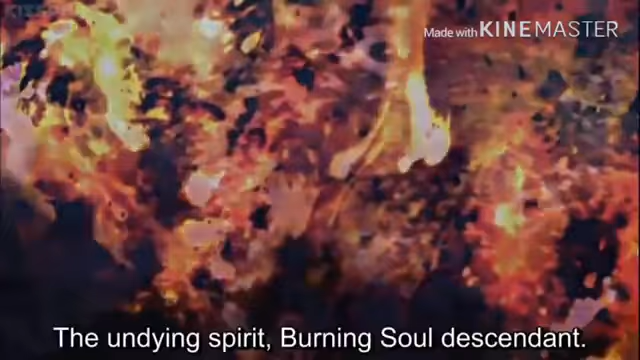 Made with KINEMASTER
The undying spirit, Burning Soul descendant.